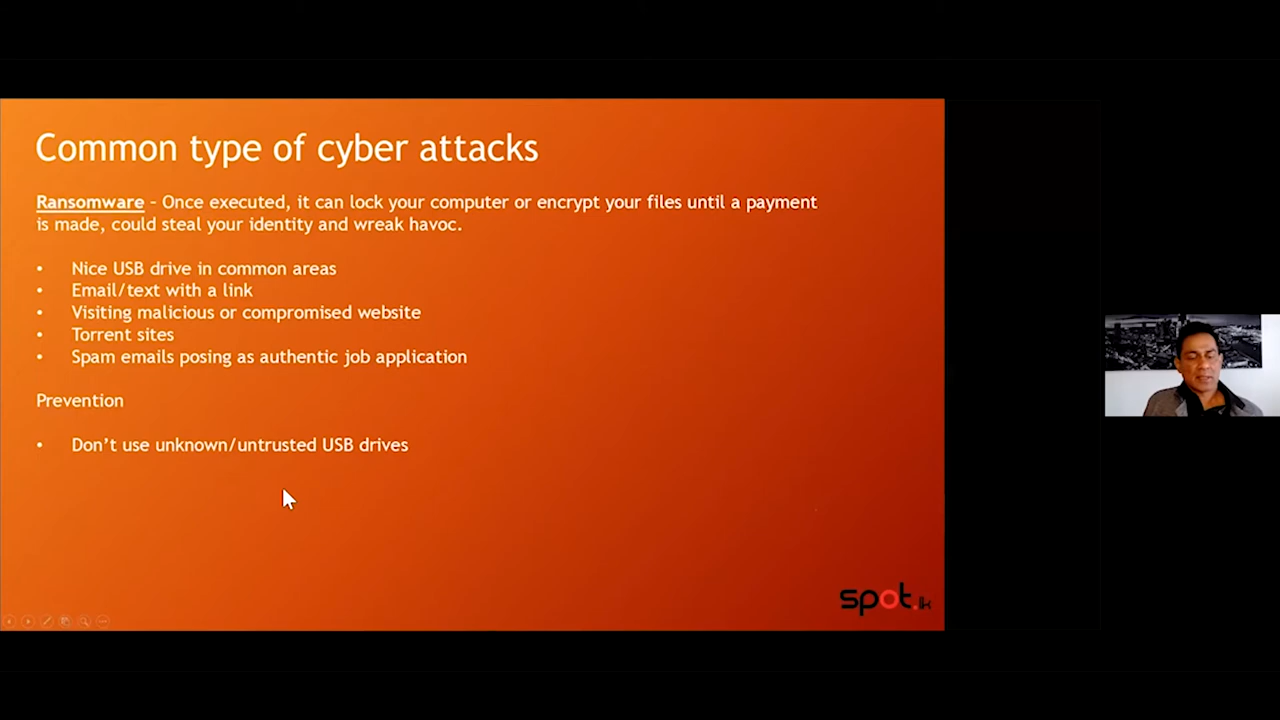 Common type of cyber attacks
Ransomware – Once executed, it can lock your computer or encrypt your files until a payment
is made, could steal your identity and wreak havoc.
• Nice USB drive in common areas
• Email/text with a link
• Visiting malicious or compromised website
• Torrent sites
• Spam emails posing as authentic job application
Prevention
• Don’t use unknown/untrusted USB drives
spot.lk